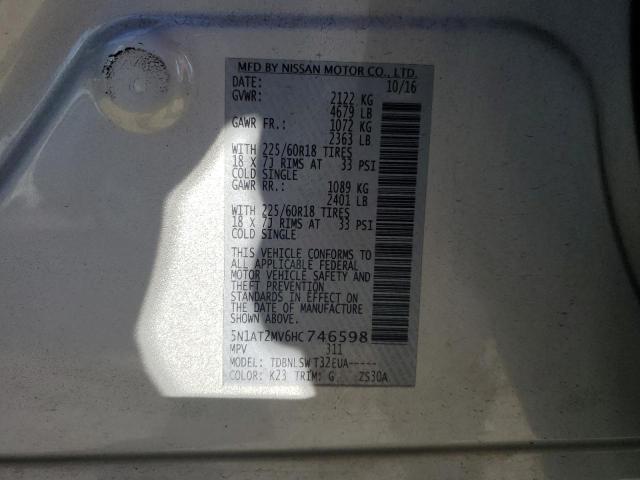 MFD BY NISSAN MOTOR CO., LTD.
DATE: 10/16
GVWR: 2122 KG
4679 LB
GAWR FR.: 1072 KG
2363 LB
WITH 225/60R18 TIRES
18 X 7J RIMS AT 33 PSI
COLD SINGLE
GAWR RR.: 1089 KG
2401 LB
WITH 225/60R18 TIRES
18 X 7J RIMS AT 33 PSI
COLD SINGLE
THIS VEHICLE CONFORMS TO
ALL APPLICABLE FEDERAL
MOTOR VEHICLE SAFETY AND
THEFT PREVENTION
STANDARDS IN EFFECT ON
THE DATE OF MANUFACTURE
SHOWN ABOVE.
5N1AT2MV6HC746598
MPV 311
MODEL: TDBNLSWT32EUA-----
COLOR: K23 TRIM: G ZS30A